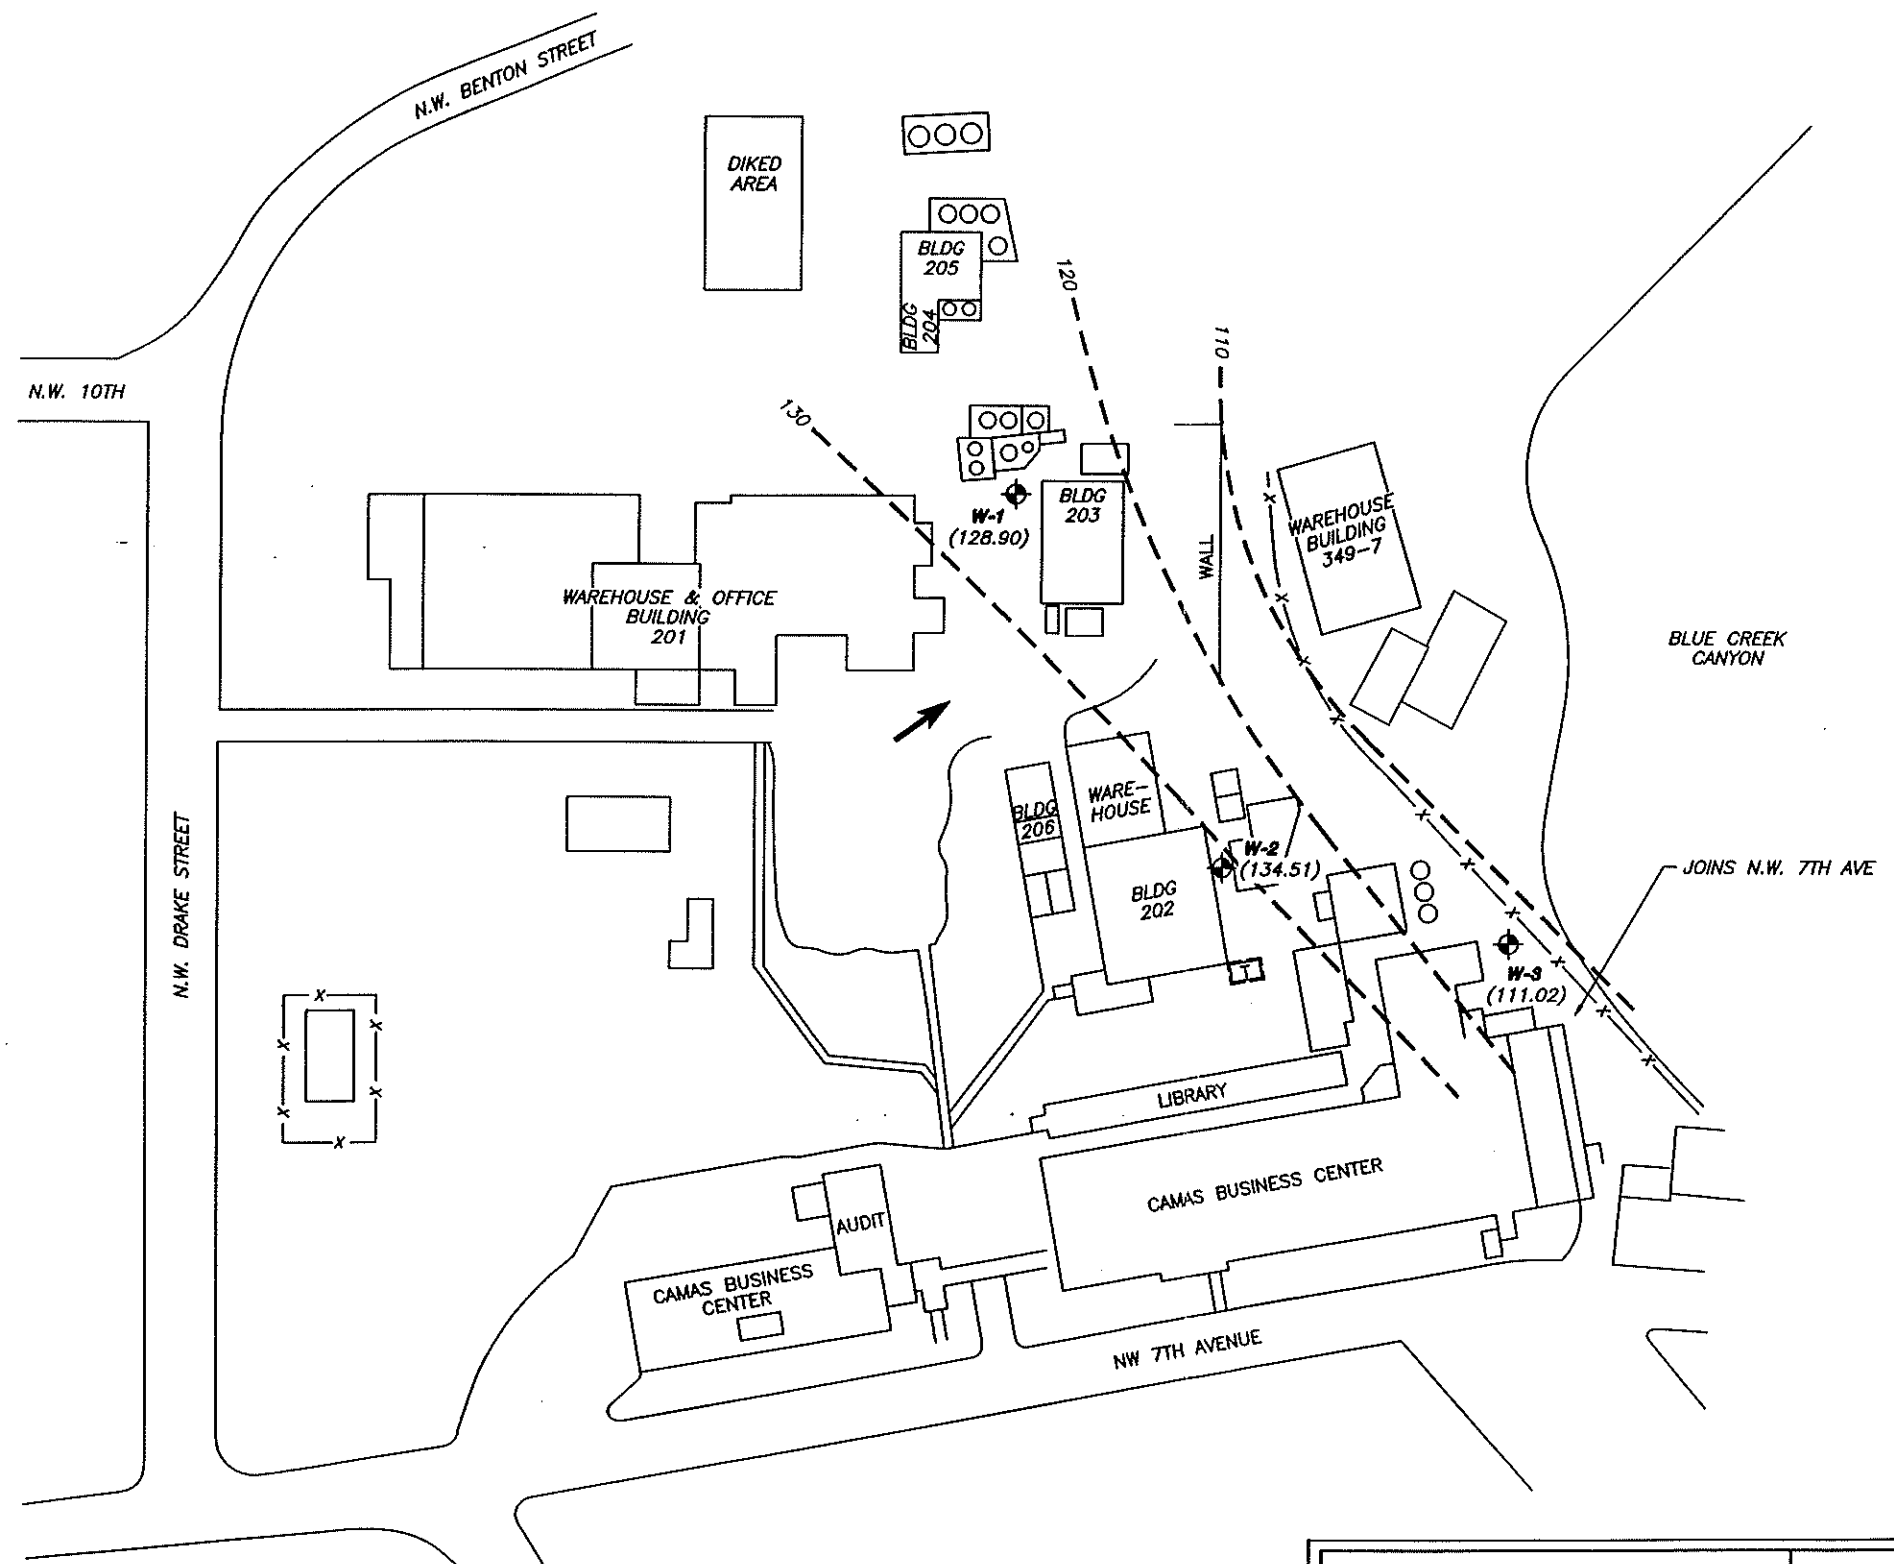 N.W. BENTON STREET
DIKED
AREA
BLDG
205
BLDG
204
120
110
N.W. 10TH
130
W-1
(128.90)
BLDG
203
WALL
WAREHOUSE
BUILDING
349-7
WAREHOUSE & OFFICE
BUILDING
201
BLUE CREEK
CANYON
WARE-
HOUSE
BLDG
206
W-2
(134.51)
JOINS N.W. 7TH AVE
BLDG
202
N.W. DRAKE STREET
T
W-3
(111.02)
LIBRARY
CAMAS BUSINESS CENTER
AUDIT
CAMAS BUSINESS
CENTER
NW 7TH AVENUE